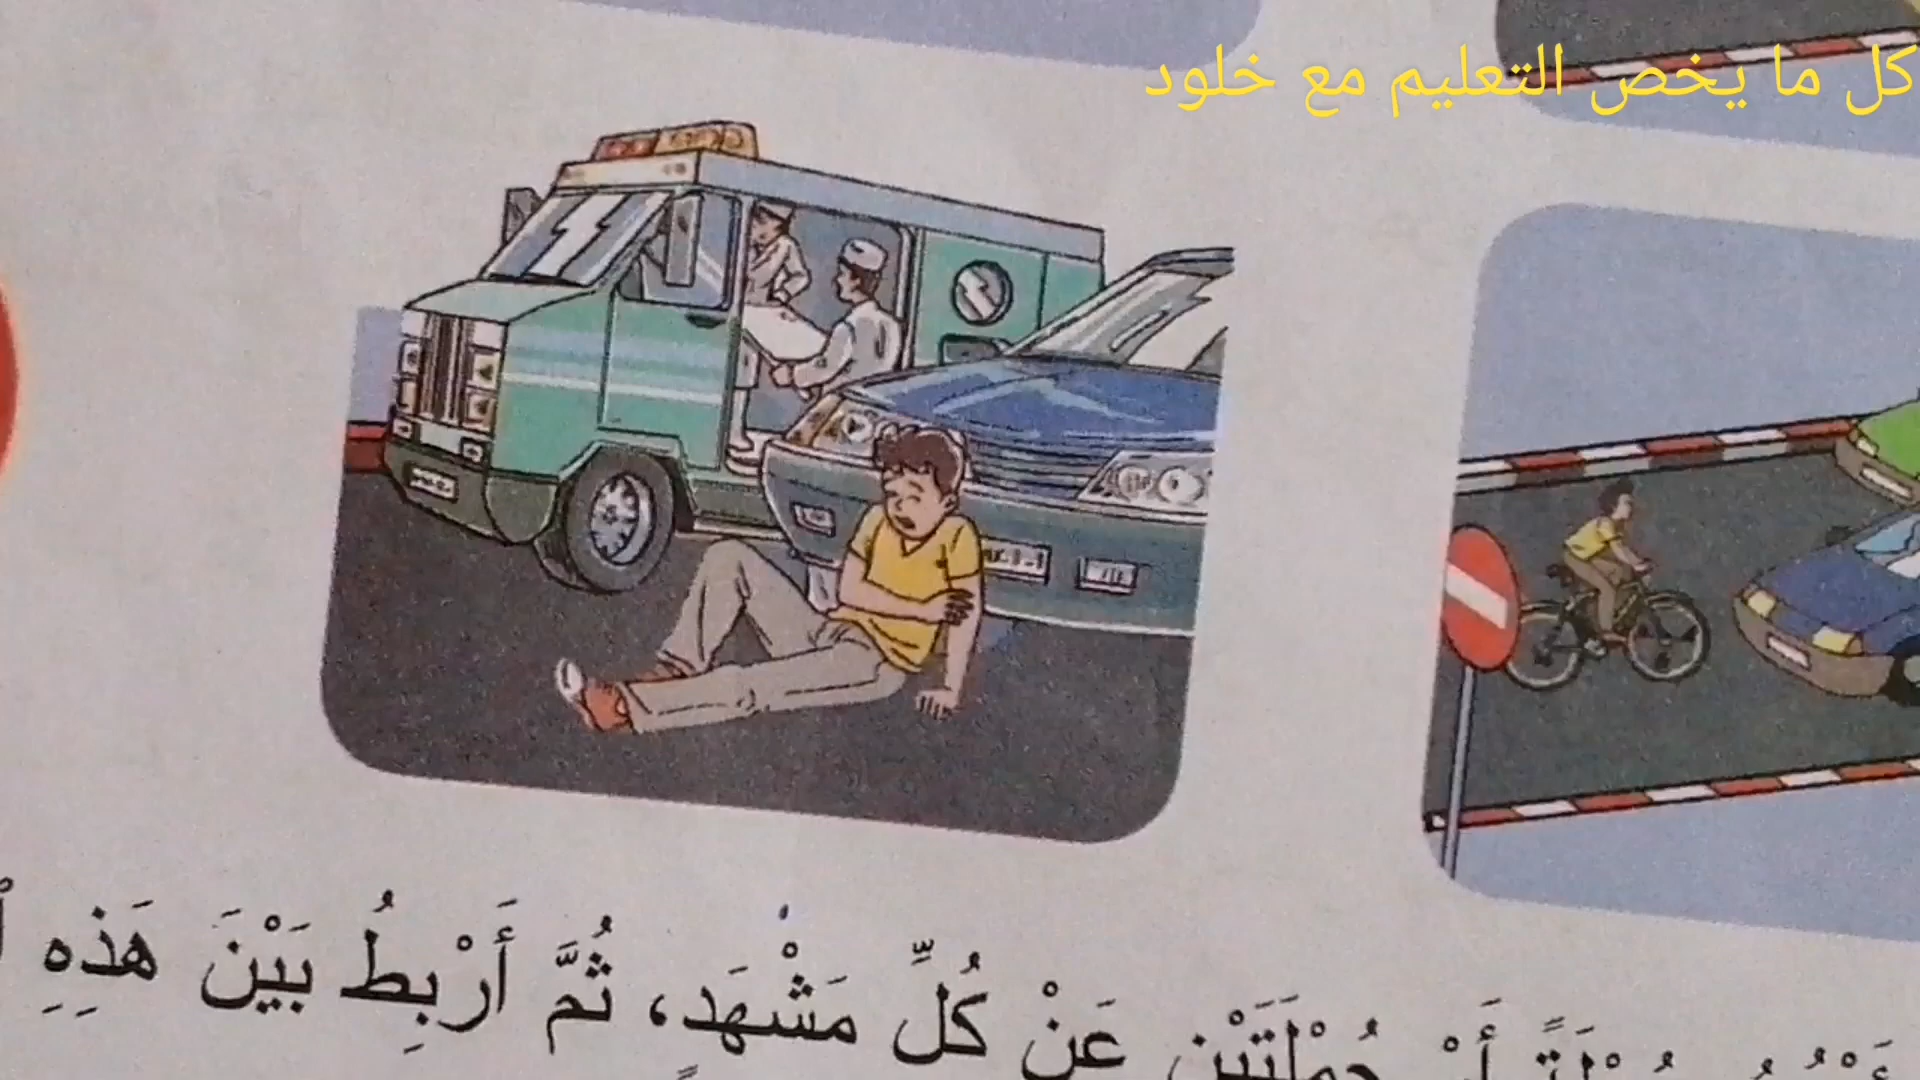 كل ما يخص التعليم مع خلود
جُمْلَتَيْنِ عَنْ كُلِّ مَشْهَدٍ، ثُمَّ أَرْبِطُ بَيْنَ هَذِهِ